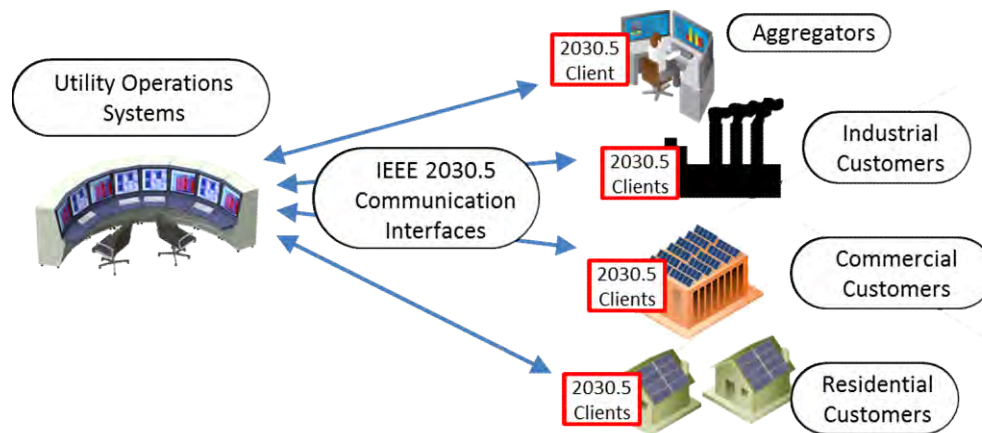 Utility Operations
Systems
IEEE 2030.5
Communication
Interfaces
2030.5
Client
Aggregators
2030.5
Clients
Industrial
Customers
2030.5
Clients
Commercial
Customers
2030.5
Clients
Residential
Customers